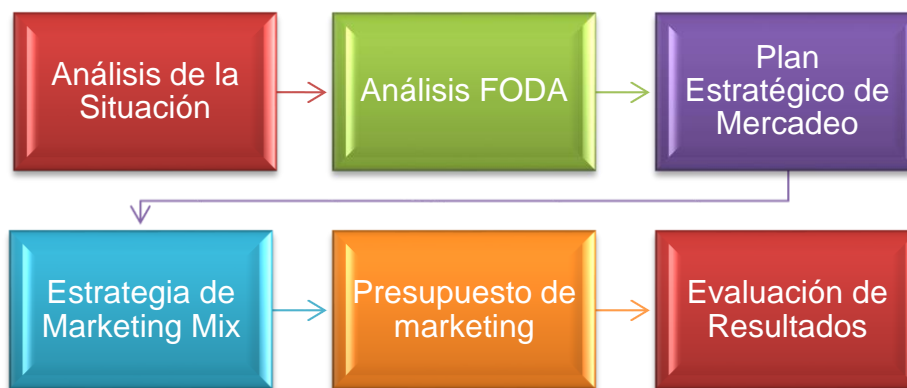 Análisis de la
Situación
Análisis FODA
Plan
Estratégico de
Mercadeo
Estrategia de
Marketing Mix
Presupuesto de
marketing
Evaluación de
Resultados